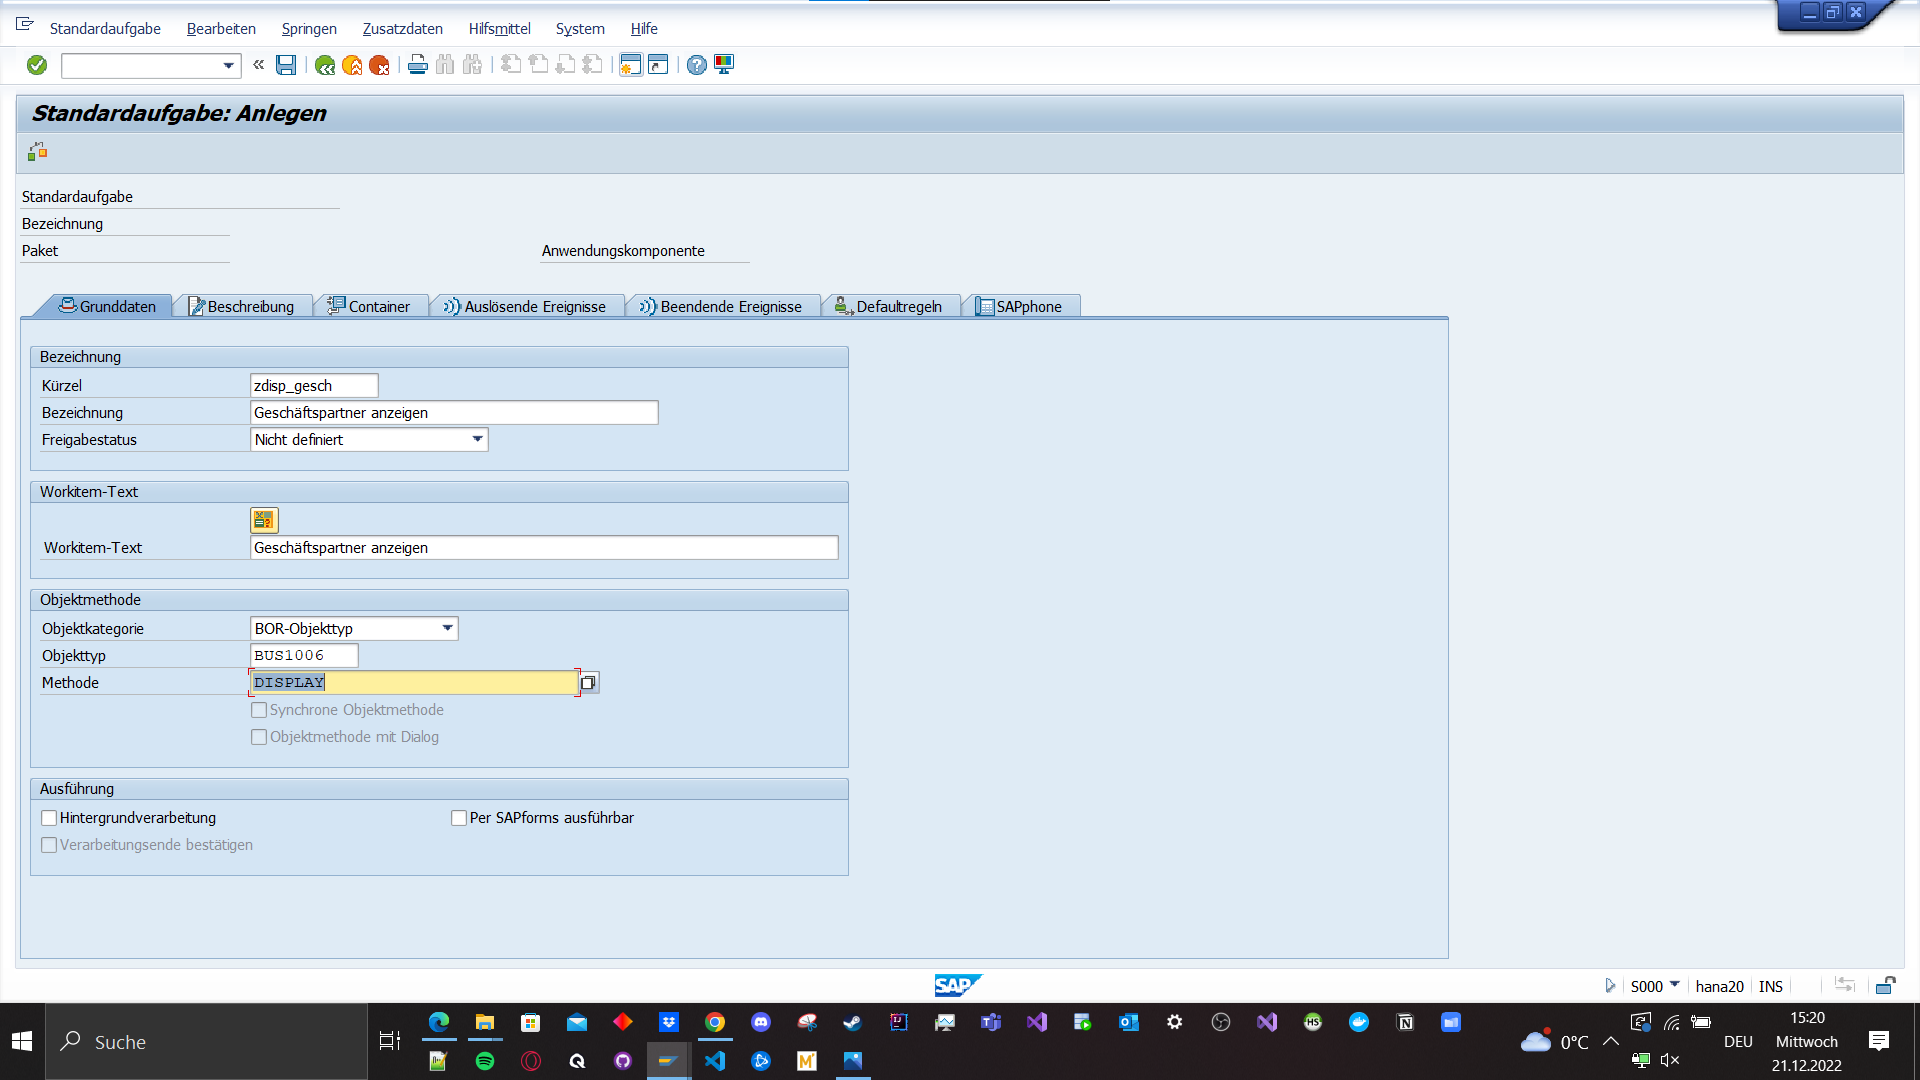 Standardaufgabe Bearbeiten Springen Zusatzdaten Hilfsmittel System Hilfe
Standardaufgabe: Anlegen
Standardaufgabe
Bezeichnung
Paket Anwendungskomponente
Grunddaten Beschreibung Container Auslösende Ereignisse Beendende Ereignisse Defaultregeln SAPphone
Bezeichnung
Kürzel zdisp_gesch
Bezeichnung Geschäftspartner anzeigen
Freigabestatus Nicht definiert
Workitem-Text
Workitem-Text Geschäftspartner anzeigen
Objektmethode
Objektkategorie BOR-Objekttyp
Objekttyp BUS1006
Methode DISPLAY
Synchrone Objektmethode
Objektmethode mit Dialog
Ausführung
Hintergrundverarbeitung Per SAPforms ausführbar
Verarbeitungsende bestätigen
SAP S000 hana20 INS
Suche
0°C DEU
15:20
Mittwoch
21.12.2022